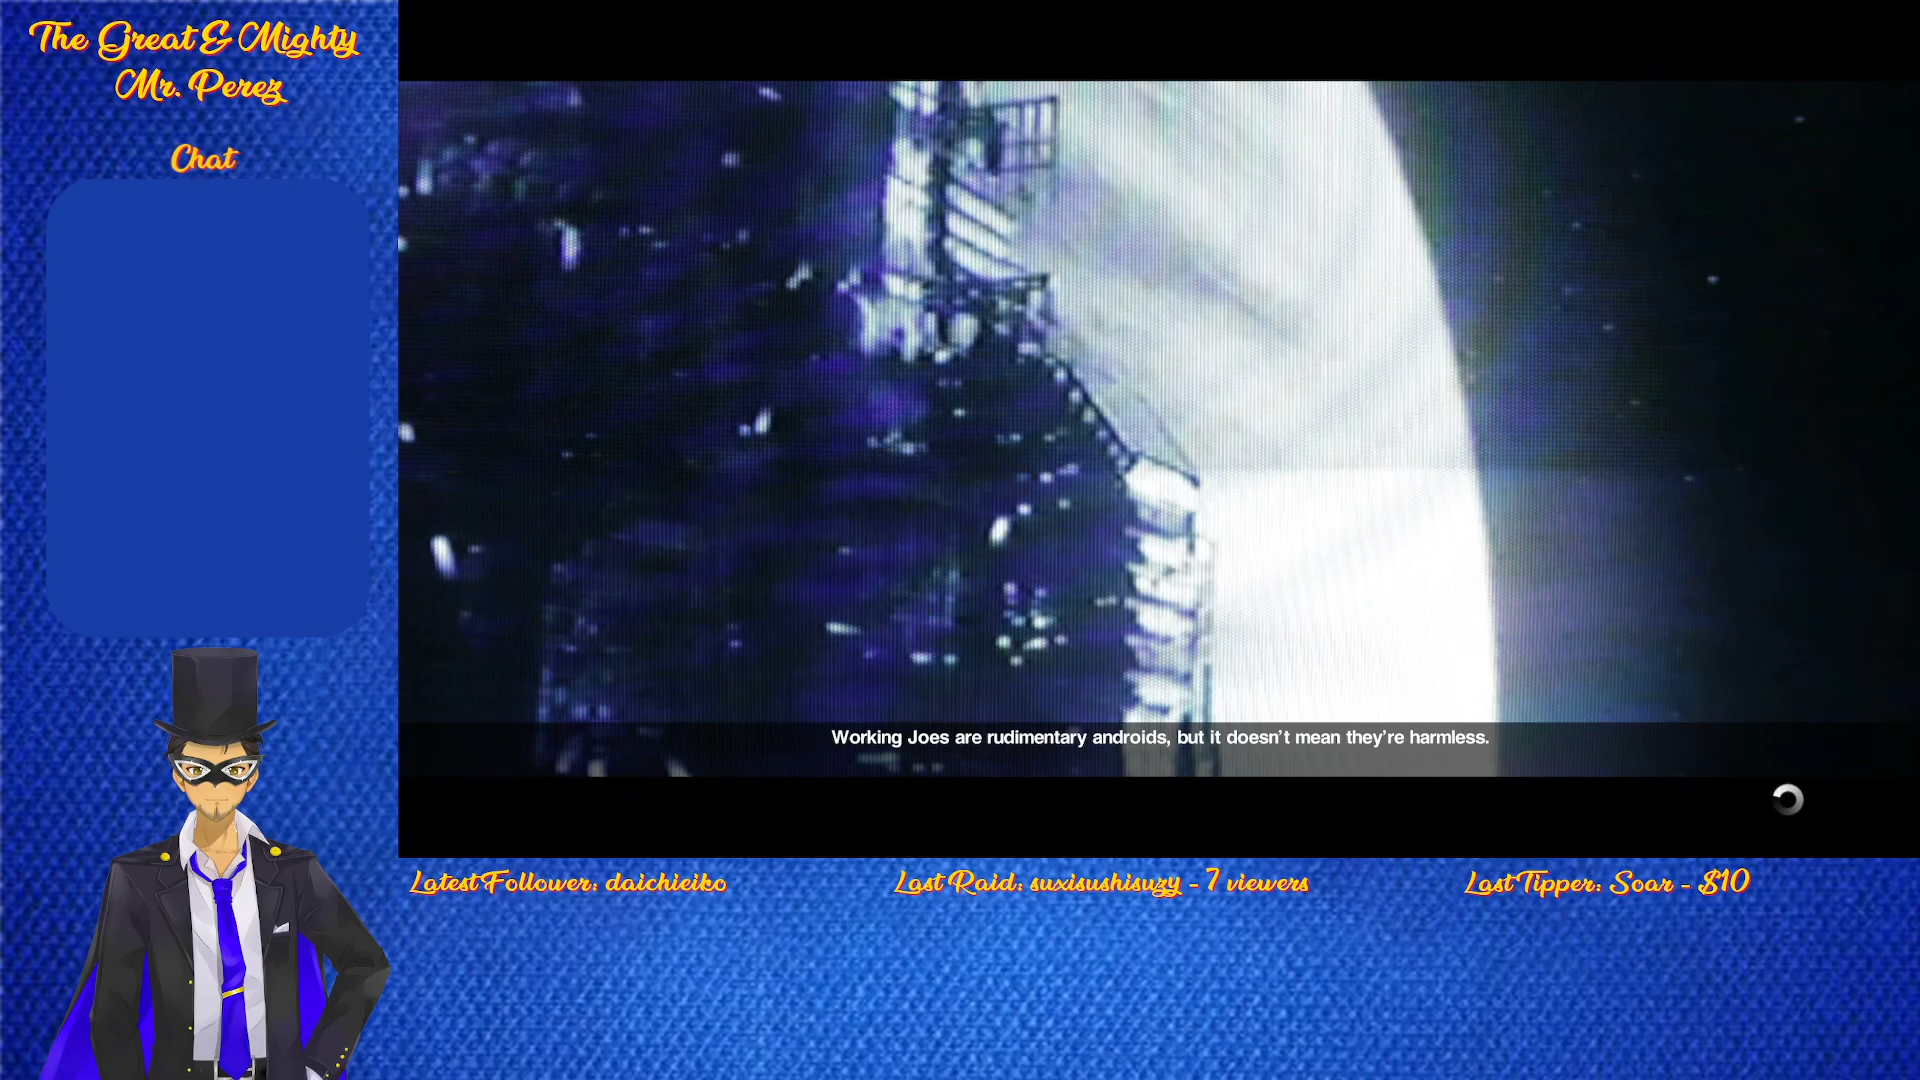 The Great & Mighty
Mr. Perez
Chat
Working Joes are rudimentary androids, but it doesn't mean they're harmless.
Latest Follower: daichieiko
Last Raid: suxisushisuzy - 7 viewers
Last Tipper: Soar - $10